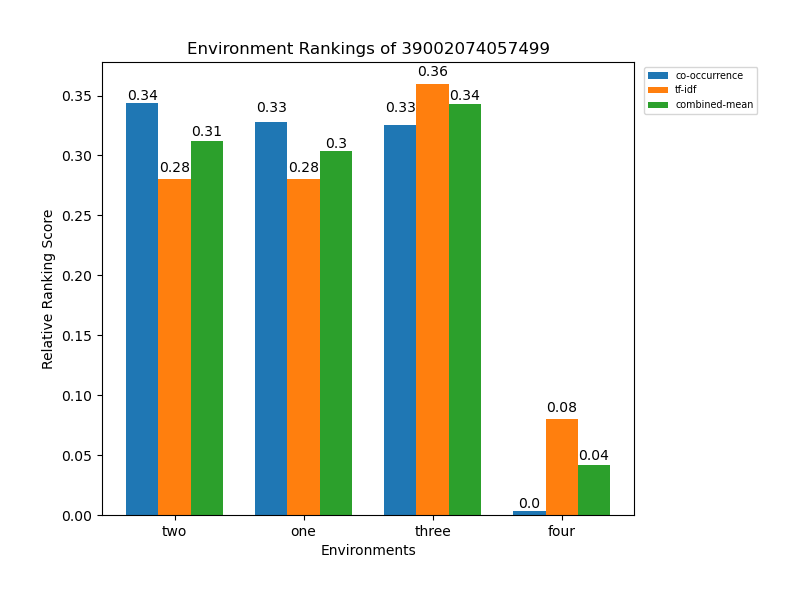 Environment Rankings of 39002074057499
co-occurrence
tf-idf
combined-mean
Relative Ranking Score
0.35
0.30
0.25
0.20
0.15
0.10
0.05
0.00
0.34
0.28
0.31
0.33
0.28
0.3
0.33
0.36
0.34
0.0
0.08
0.04
two one three four
Environments